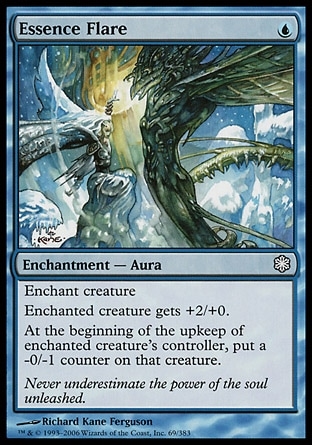 Essence Flare
Enchantment — Aura
Enchant creature
Enchanted creature gets +2/+0.
At the beginning of the upkeep of
enchanted creature's controller, put a
-0/-1 counter on that creature.
Never underestimate the power of the soul
unleashed.
Richard Kane Ferguson
™ & © 1993–2006 Wizards of the Coast, Inc. 69/383